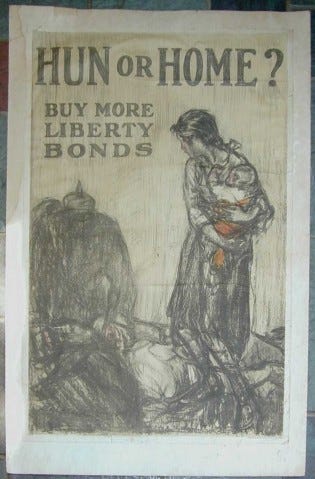 HUN OR HOME?
BUY MORE
LIBERTY
BONDS